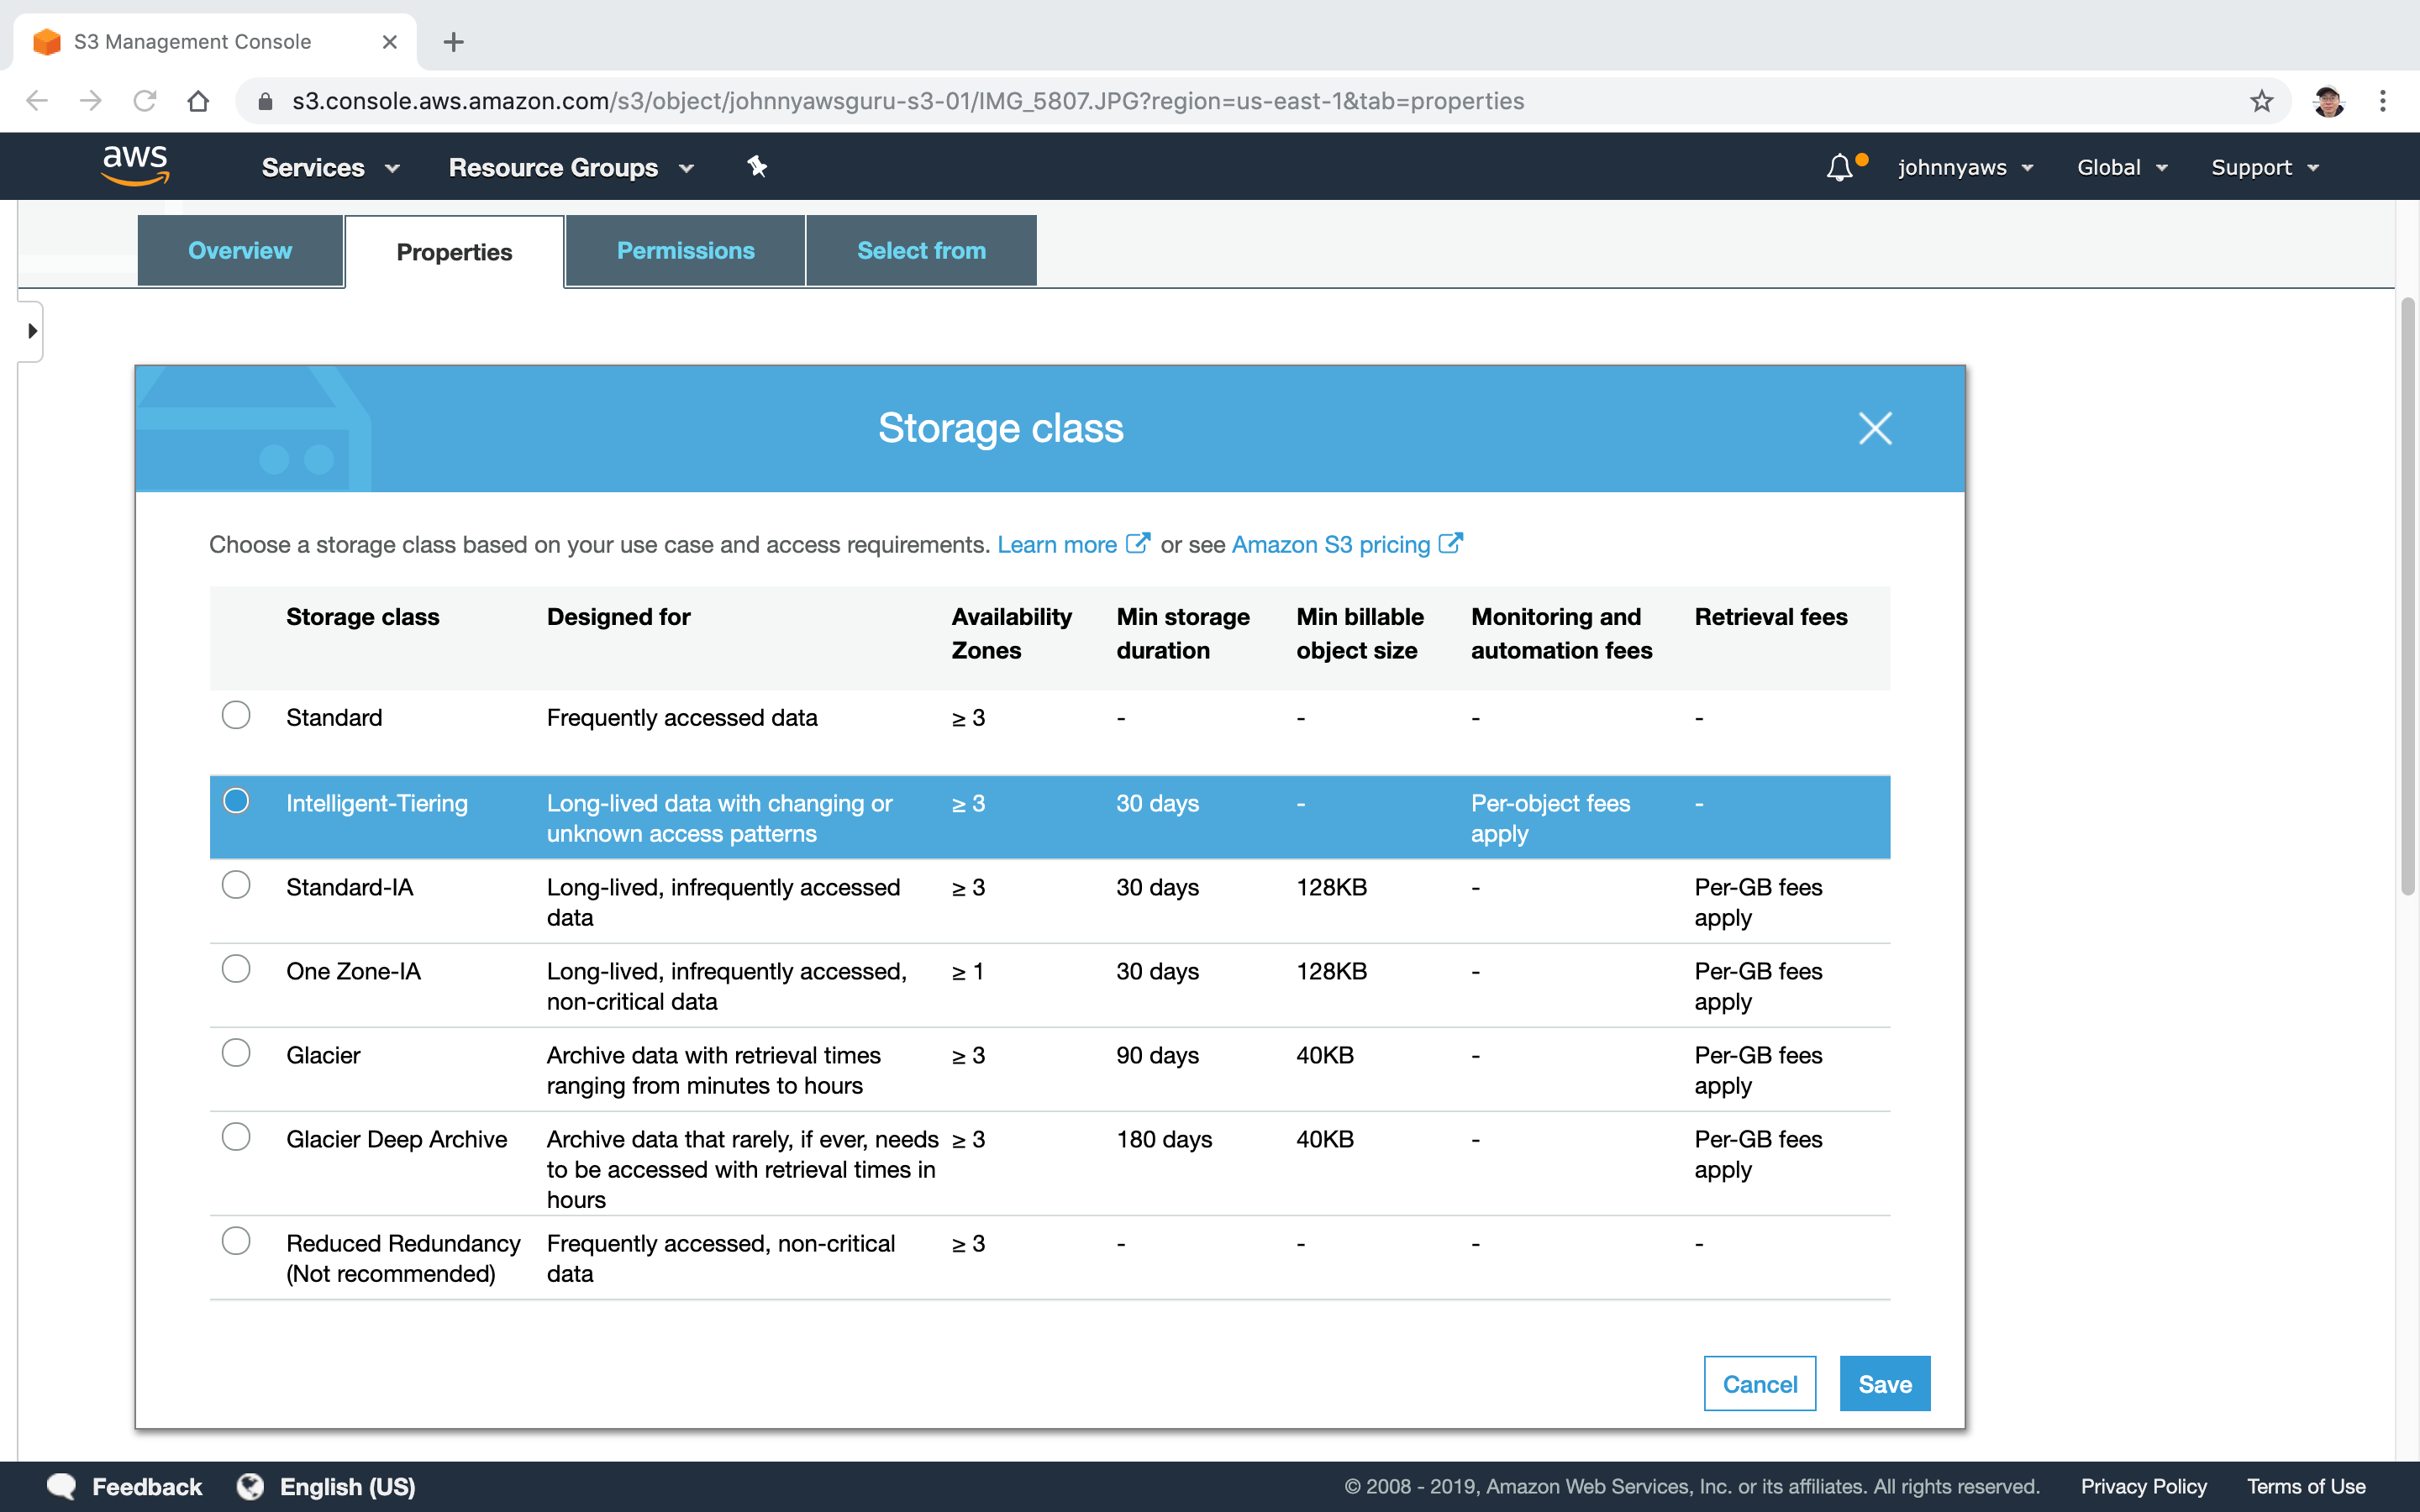 S3 Management Console
s3.console.aws.amazon.com/s3/object/johnnyawsguru-s3-01/IMG_5807.JPG?region=us-east-1&tab=properties
aws Services Resource Groups johnnyaws Global Support
Overview Properties Permissions Select from
Storage class
Choose a storage class based on your use case and access requirements. Learn more or see Amazon S3 pricing
Storage class Designed for Availability Min storage Min billable Monitoring and Retrieval fees
Zones duration object size automation fees
Standard Frequently accessed data ≥ 3 - - - -
Intelligent-Tiering Long-lived data with changing or ≥ 3 30 days - Per-object fees -
unknown access patterns apply
Standard-IA Long-lived, infrequently accessed ≥ 3 30 days 128KB - Per-GB fees
data apply
One Zone-IA Long-lived, infrequently accessed, ≥ 1 30 days 128KB - Per-GB fees
non-critical data apply
Glacier Archive data with retrieval times ≥ 3 90 days 40KB - Per-GB fees
ranging from minutes to hours apply
Glacier Deep Archive Archive data that rarely, if ever, needs ≥ 3 180 days 40KB - Per-GB fees
to be accessed with retrieval times in apply
hours
Reduced Redundancy Frequently accessed, non-critical ≥ 3 - - - -
(Not recommended) data
Cancel Save
Feedback English (US) © 2008 - 2019, Amazon Web Services, Inc. or its affiliates. All rights reserved. Privacy Policy Terms of Use